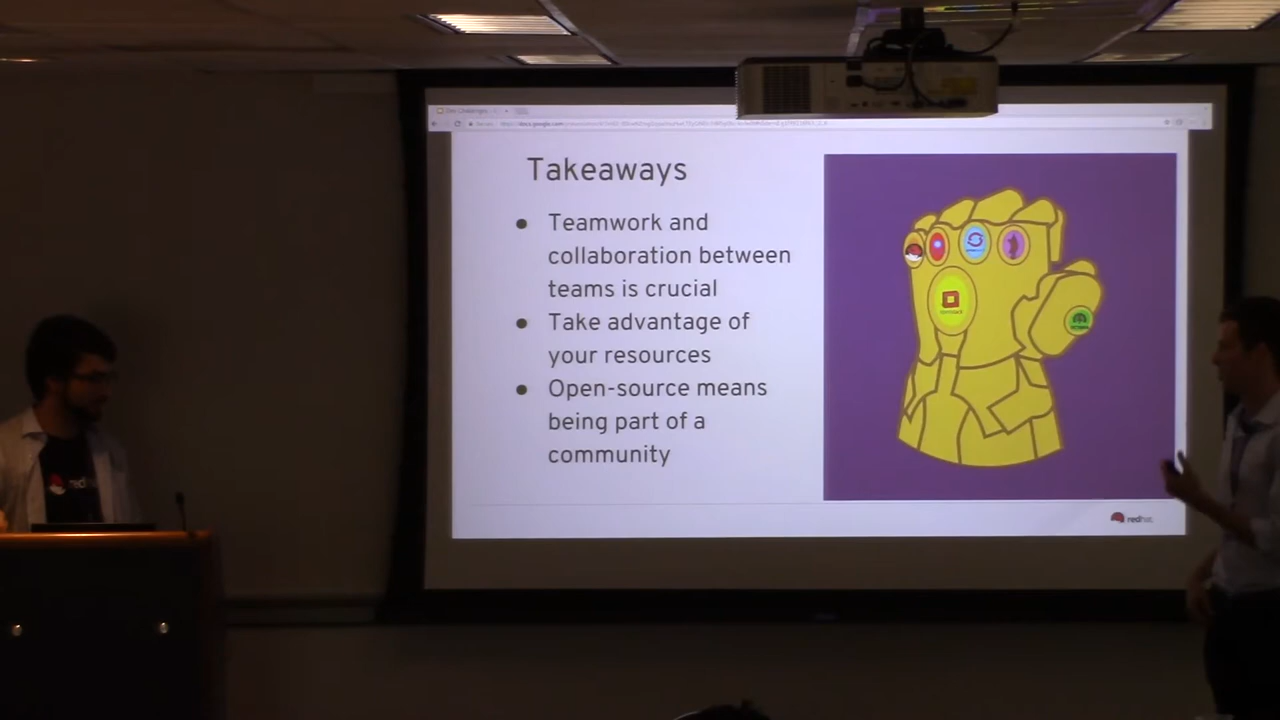 Takeaways
● Teamwork and
collaboration between
teams is crucial
● Take advantage of
your resources
● Open-source means
being part of a
community
redhat